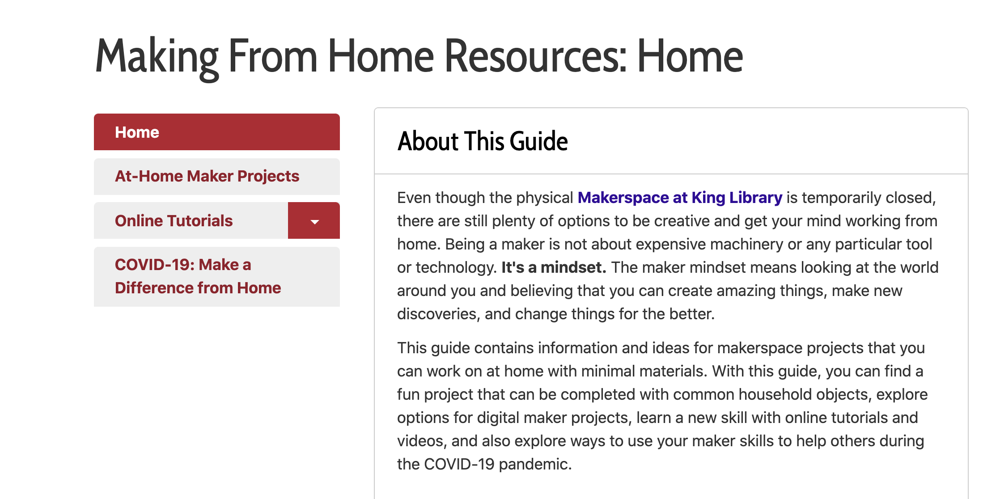 Making From Home Resources: Home
Home
At-Home Maker Projects
Online Tutorials
COVID-19: Make a
Difference from Home
About This Guide
Even though the physical Makerspace at King Library is temporarily closed,
there are still plenty of options to be creative and get your mind working from
home. Being a maker is not about expensive machinery or any particular tool
or technology. It's a mindset. The maker mindset means looking at the world
around you and believing that you can create amazing things, make new
discoveries, and change things for the better.
This guide contains information and ideas for makerspace projects that you
can work on at home with minimal materials. With this guide, you can find a
fun project that can be completed with common household objects, explore
options for digital maker projects, learn a new skill with online tutorials and
videos, and also explore ways to use your maker skills to help others during
the COVID-19 pandemic.